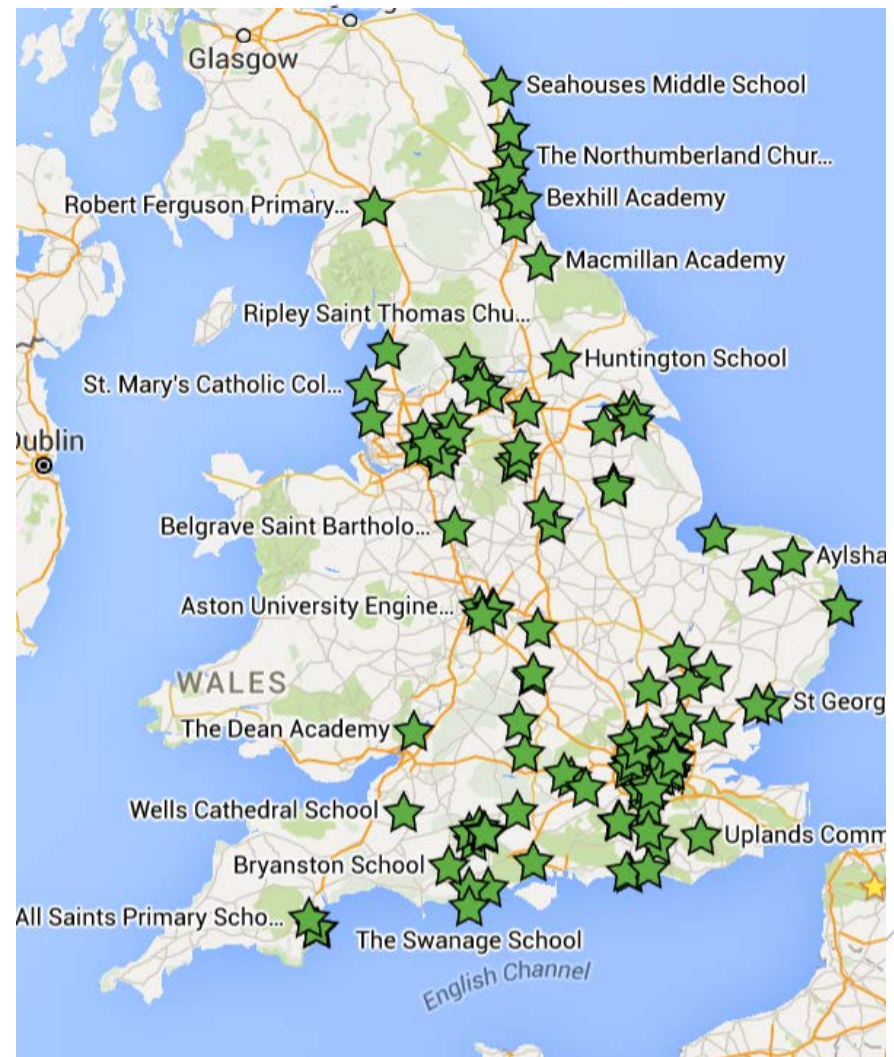 Glasgow
Seahouses Middle School
The Northumberland Chur...
Robert Ferguson Primary...
Bexhill Academy
Macmillan Academy
Ripley Saint Thomas Chu...
Huntington School
St. Mary's Catholic Col...
Dublin
Belgrave Saint Bartholo...
Aylsha
Aston University Engine...
WALES
St Georg
The Dean Academy
Wells Cathedral School
Uplands Comm
Bryanston School
All Saints Primary Scho...
The Swanage School
English Channel